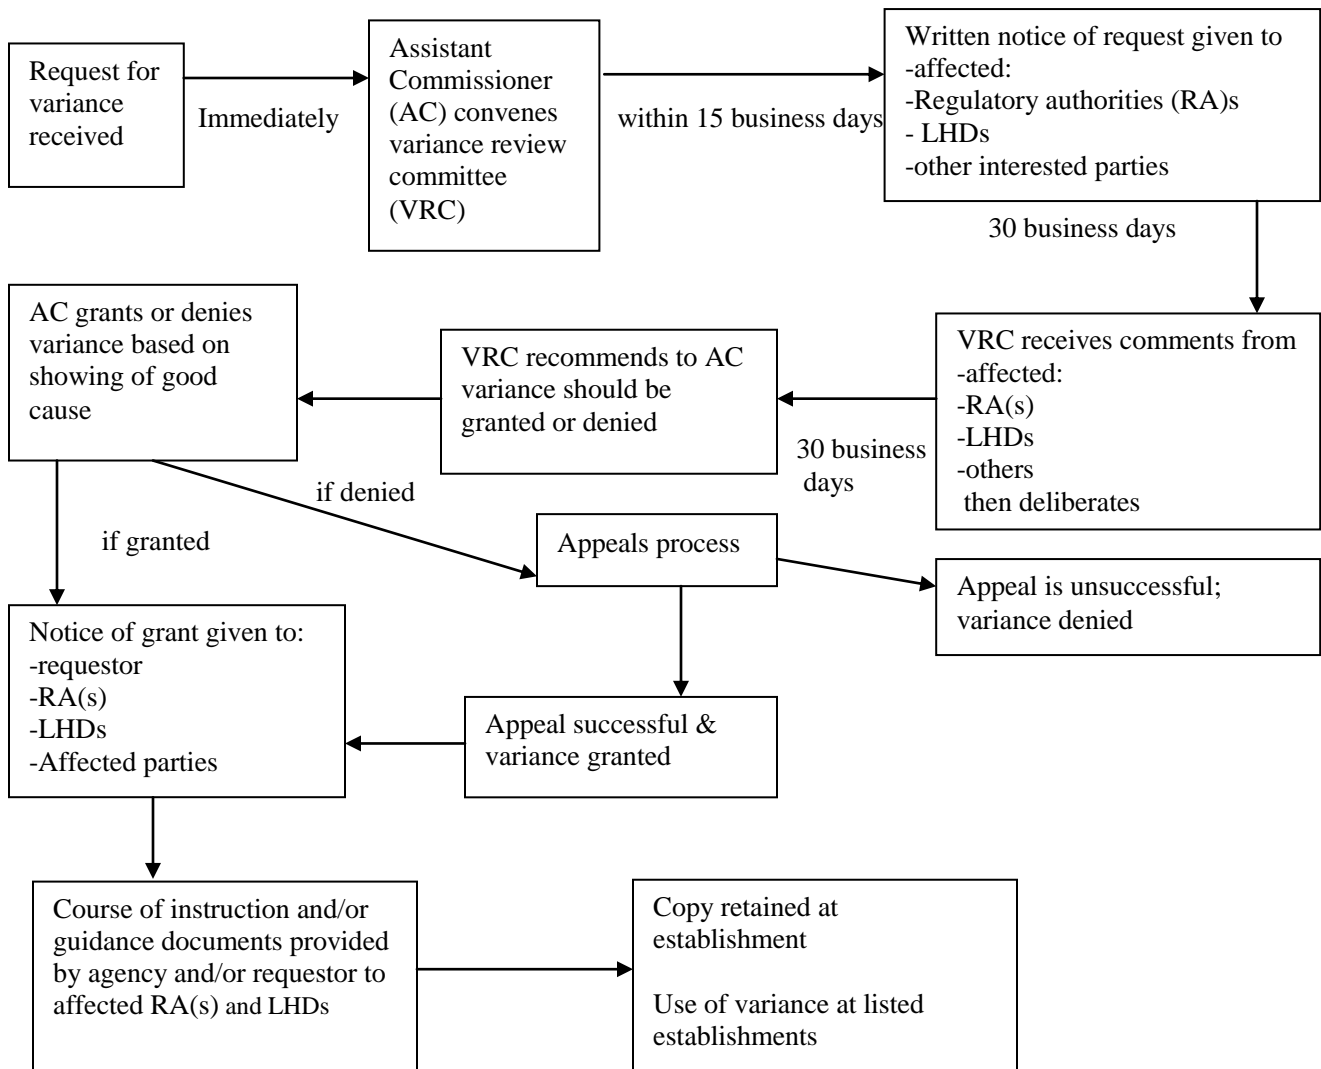 Request for
variance
received
Immediately
Assistant
Commissioner
(AC) convenes
variance review
committee
(VRC)
within 15 business days
Written notice of request given to
-affected:
-Regulatory authorities (RA)s
- LHDs
-other interested parties
30 business days
VRC receives comments from
-affected:
-RA(s)
-LHDs
-others
then deliberates
30 business
days
VRC recommends to AC
variance should be
granted or denied
AC grants or denies
variance based on
showing of good
cause
if denied
if granted
Appeals process
Appeal is unsuccessful;
variance denied
Appeal successful &
variance granted
Notice of grant given to:
-requestor
-RA(s)
-LHDs
-Affected parties
Course of instruction and/or
guidance documents provided
by agency and/or requestor to
affected RA(s) and LHDs
Copy retained at
establishment
Use of variance at listed
establishments